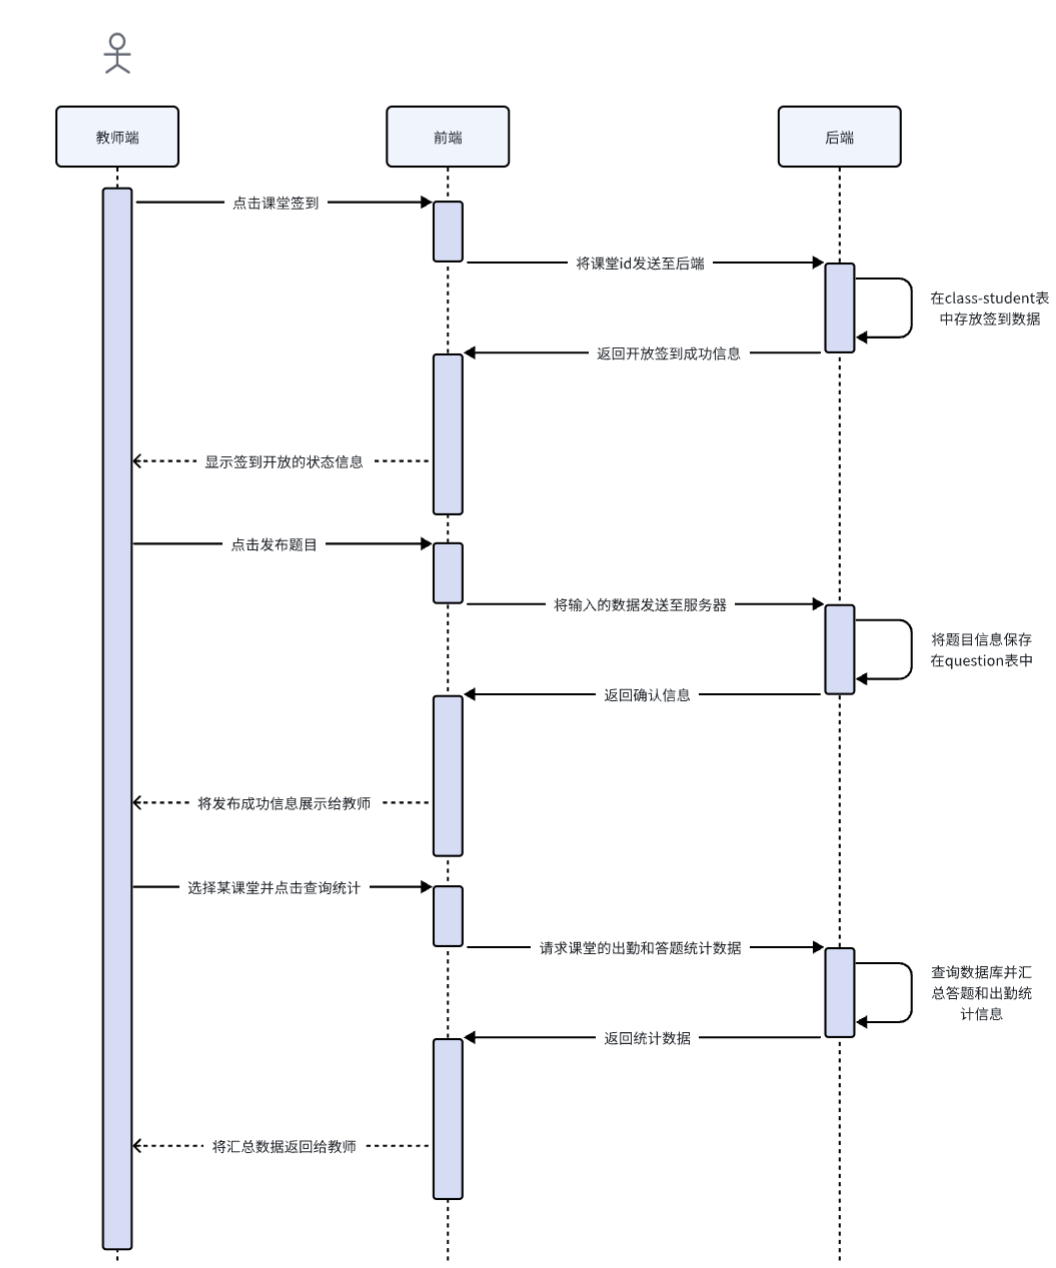 教师端
前端
后端
点击课堂签到
将课堂id发送至后端
在class-student表
中存放签到数据
返回开放签到成功信息
显示签到开放的状态信息
点击发布题目
将输入的数据发送至服务器
将题目信息保存
在question表中
返回确认信息
将发布成功信息展示给教师
选择某课堂并点击查询统计
请求课堂的出勤和答题统计数据
查询数据库并汇
总答题和出勤统
计信息
返回统计数据
将汇总数据返回给教师